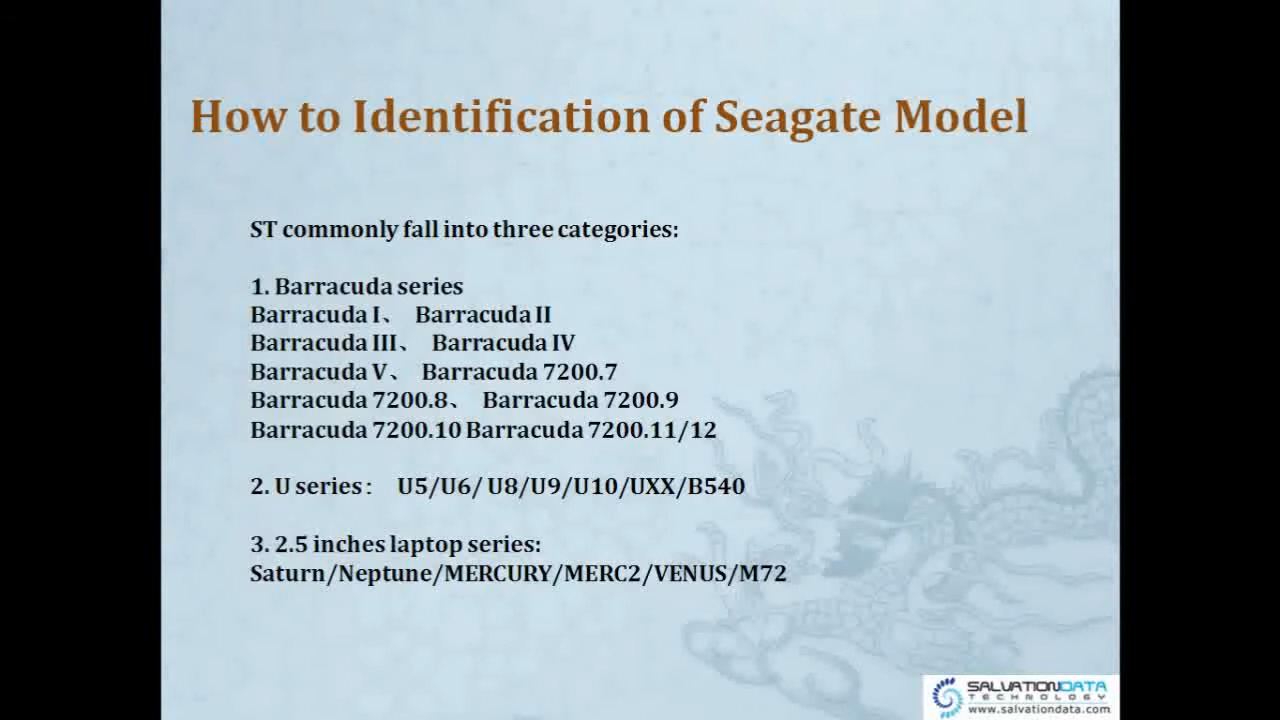 How to Identification of Seagate Model
ST commonly fall into three categories:
1. Barracuda series
Barracuda I、 Barracuda II
Barracuda III、 Barracuda IV
Barracuda V、 Barracuda 7200.7
Barracuda 7200.8、 Barracuda 7200.9
Barracuda 7200.10 Barracuda 7200.11/12
2. U series： U5/U6/ U8/U9/U10/UXX/B540
3. 2.5 inches laptop series:
Saturn/Neptune/MERCURY/MERC2/VENUS/M72
SALVATIONDATA
TECHNOLOGY
www.salvationdata.com